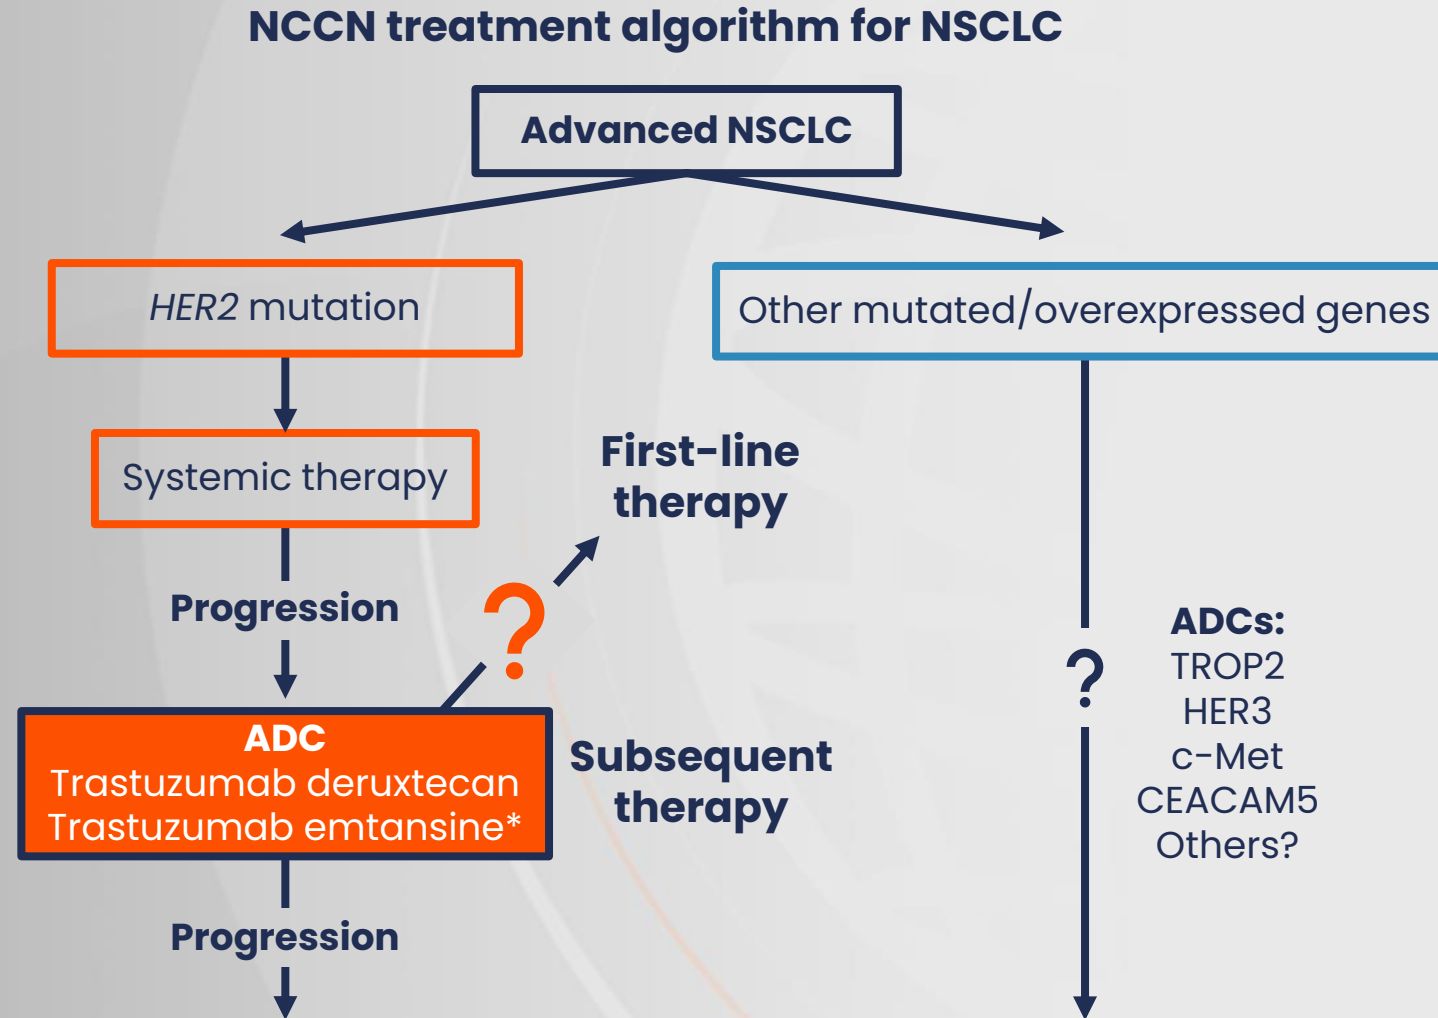 NCCN treatment algorithm for NSCLC
Advanced NSCLC
HER2 mutation
Other mutated/overexpressed genes
Systemic therapy
First-line
therapy
Progression
?
ADC
Trastuzumab deruxtecan
Trastuzumab emtansine*
Subsequent
therapy
?
ADCs:
TROP2
HER3
c-Met
CEACAM5
Others?
Progression